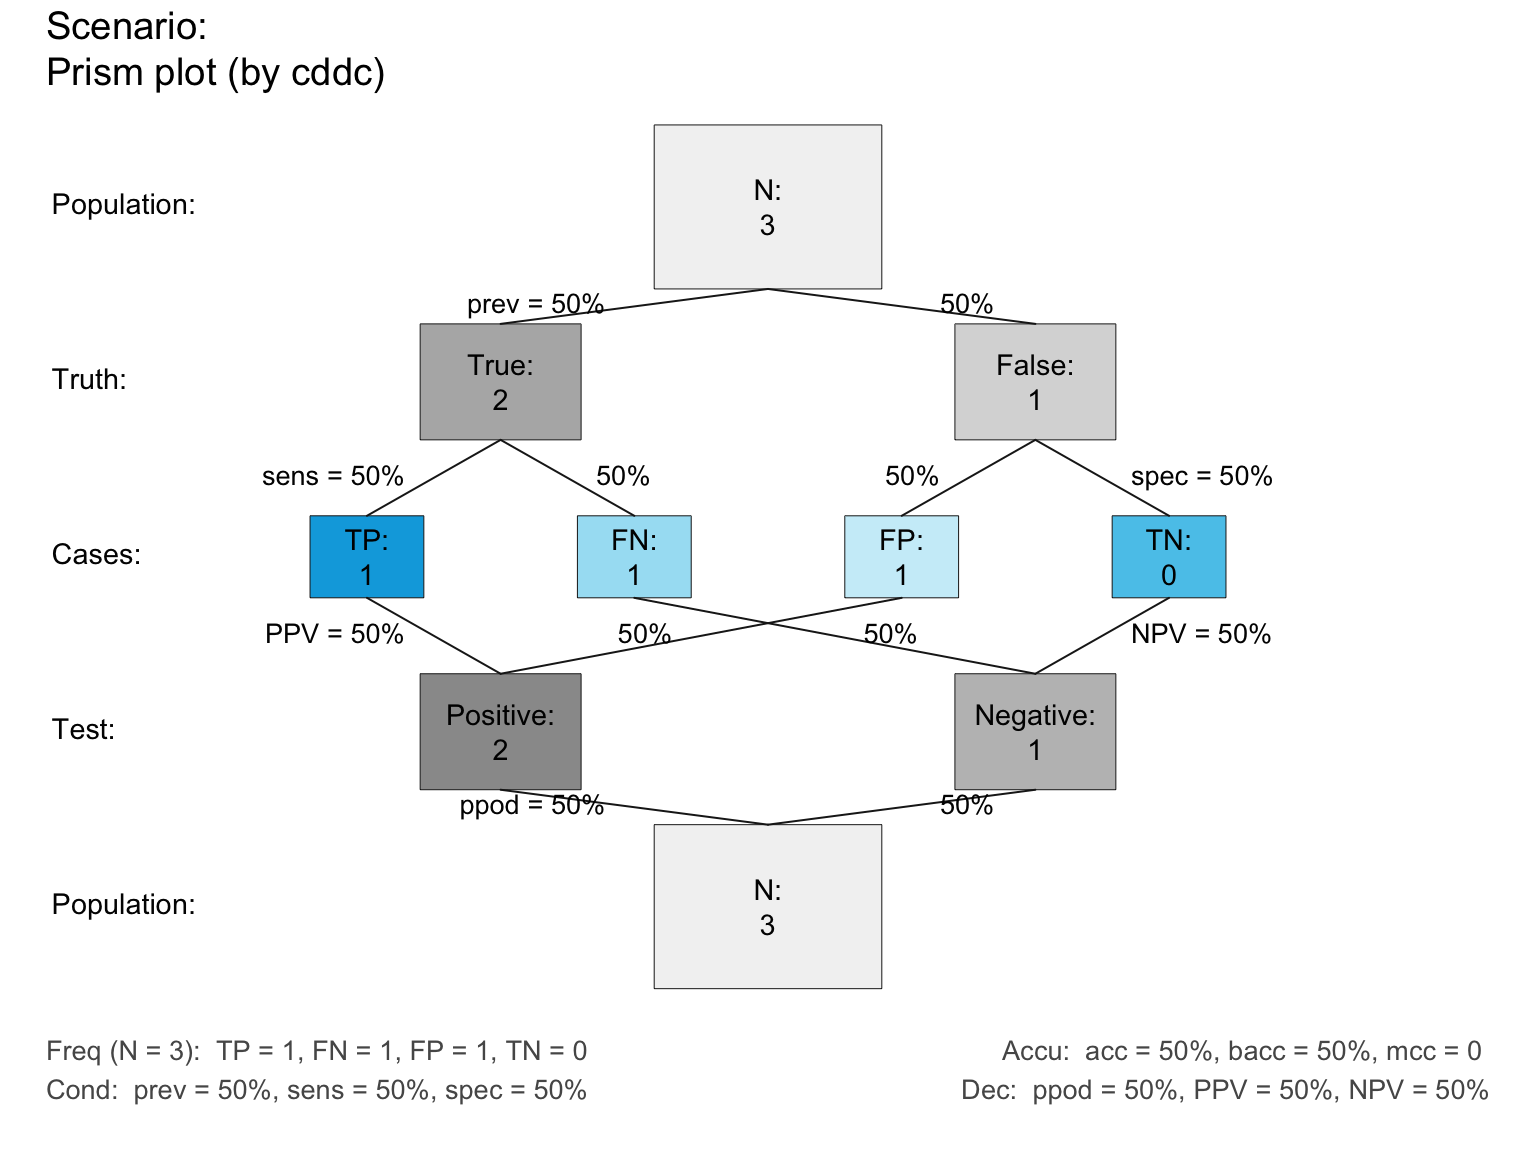 Scenario:
Prism plot (by cddc)
Population:
N:
3
prev = 50%
50%
Truth:
True:
2
False:
1
sens = 50%
50%
50%
spec = 50%
Cases:
TP:
1
FN:
1
FP:
1
TN:
0
PPV = 50%
50%
50%
NPV = 50%
Test:
Positive:
2
Negative:
1
ppod = 50%
50%
Population:
N:
3
Freq (N = 3):  TP = 1, FN = 1, FP = 1, TN = 0
Cond:  prev = 50%, sens = 50%, spec = 50%
Accu:  acc = 50%, bacc = 50%, mcc = 0
Dec:  ppod = 50%, PPV = 50%, NPV = 50%